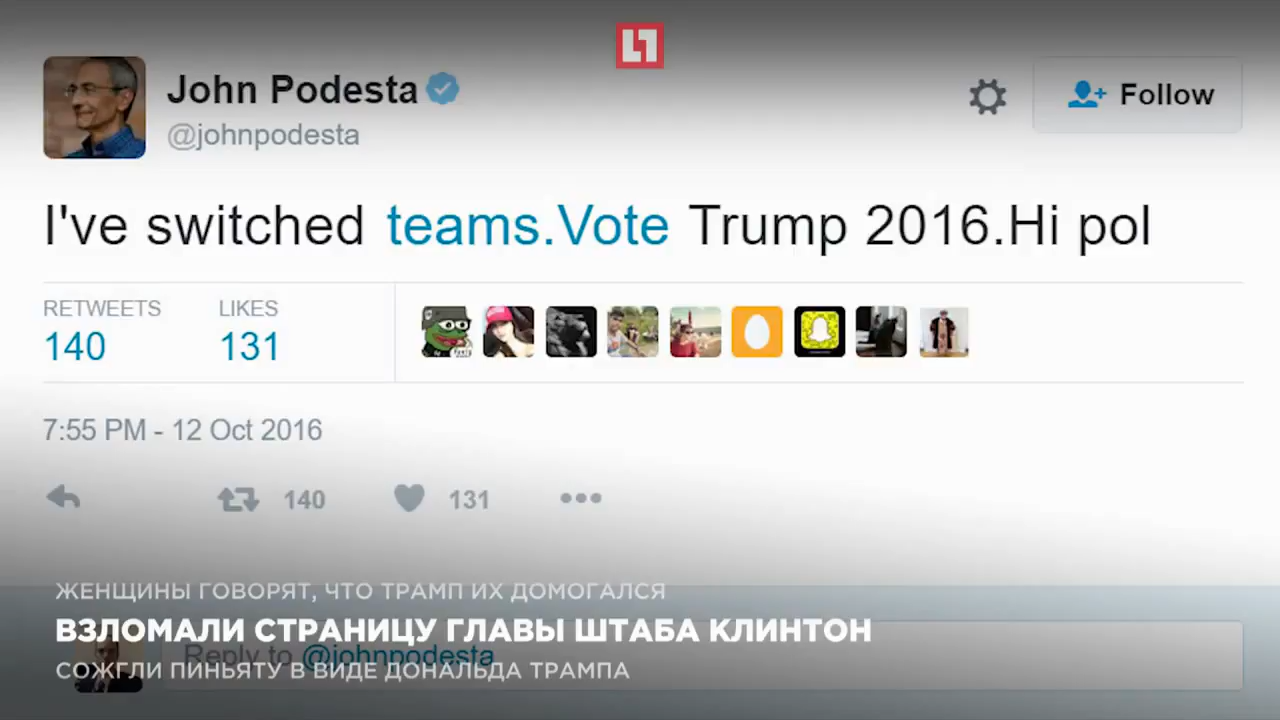 John Podesta
@johnpodesta
Follow
I've switched teams.Vote Trump 2016.Hi pol
RETWEETS LIKES
140 131
7:55 PM - 12 Oct 2016
140 131
ЖЕНЩИНЫ ГОВОРЯТ, ЧТО ТРАМП ИХ ДОМОГАЛСЯ
ВЗЛОМАЛИ СТРАНИЦУ ГЛАВЫ ШТАБА КЛИНТОН
Reply to @johnpodesta
СОЖГЛИ ПИНЬЯТУ В ВИДЕ ДОНАЛЬДА ТРАМПА